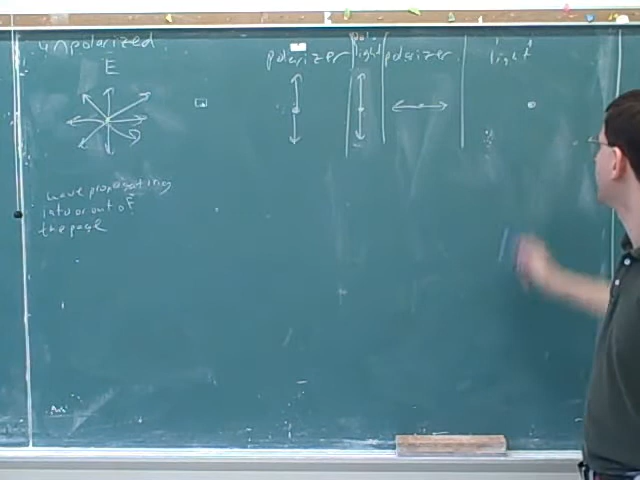 unpolarized
E
polarizer
pol.
light
polarizer
light
wave propagating
into or out of
the page